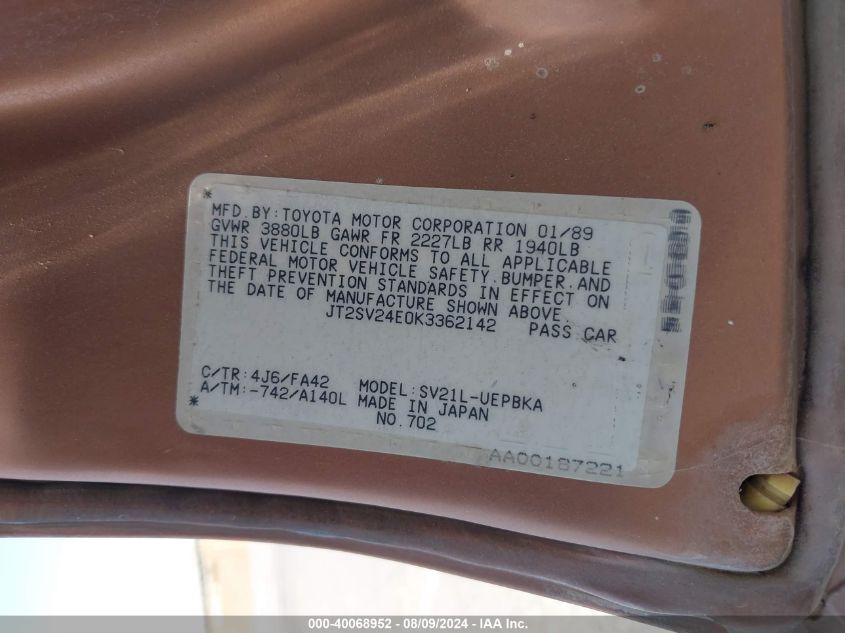 MFD.BY:TOYOTA MOTOR CORPORATION 01/89
GVWR 3880LB GAWR FR 2227LB RR 1940LB
THIS VEHICLE CONFORMS TO ALL APPLICABLE
FEDERAL MOTOR VEHICLE SAFETY,BUMPER,AND
THEFT PREVENTION STANDARDS IN EFFECT ON
THE DATE OF MANUFACTURE SHOWN ABOVE.
JT2SV24E0K3362142 PASS CAR
C/TR:4J6/FA42 MODEL:SV21L-UEPBKA
A/TM:-742/A140L MADE IN JAPAN
NO.702
AA00187221
000-40068952 - 08/09/2024 - IAA Inc.